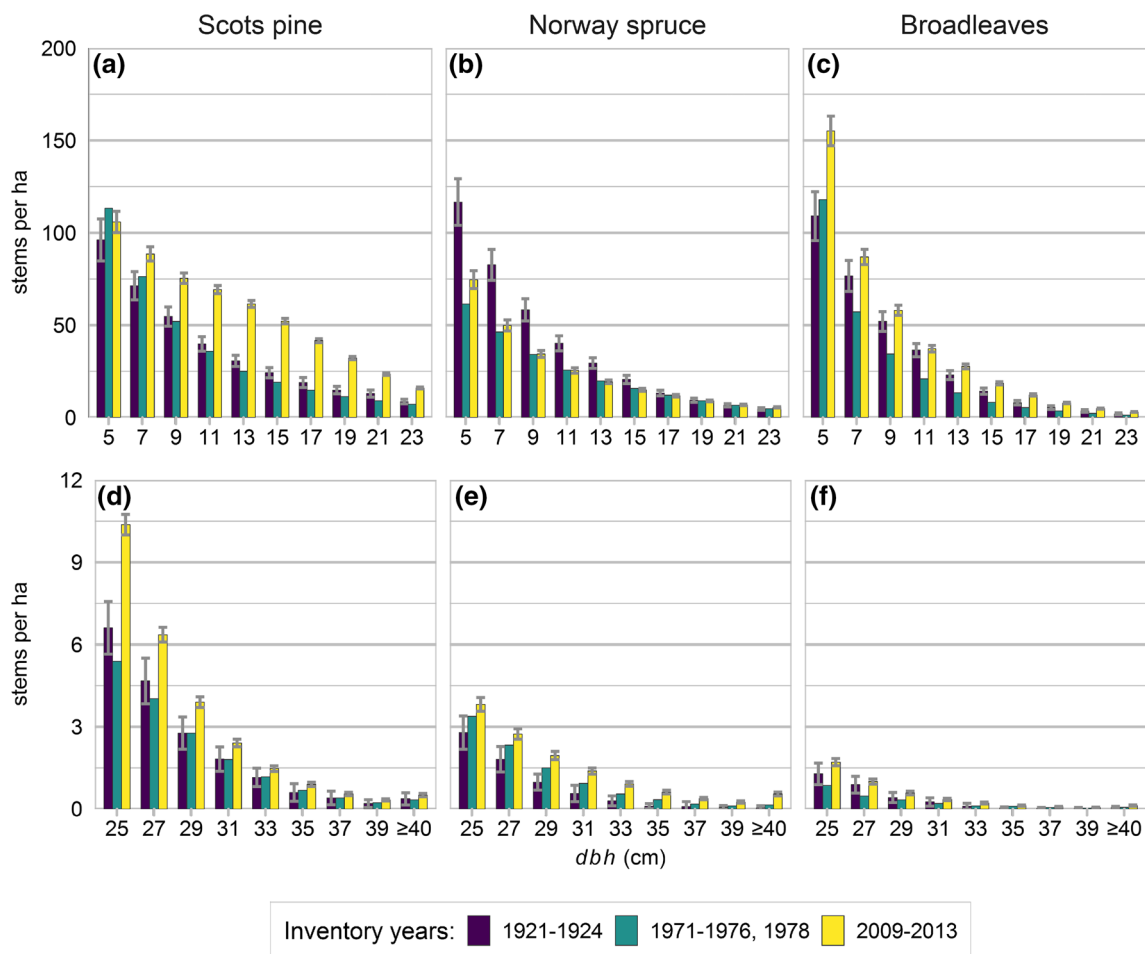 Scots pine Norway spruce Broadleaves
200 (a) (b) (c)
150
100
50
0
stems per ha
5 7 9 11 13 15 17 19 21 23 5 7 9 11 13 15 17 19 21 23 5 7 9 11 13 15 17 19 21 23
12 (d) (e) (f)
9
6
3
0
stems per ha
25 27 29 31 33 35 37 39 ≥40 25 27 29 31 33 35 37 39 ≥40 25 27 29 31 33 35 37 39 ≥40
dbh (cm)
Inventory years: 1921-1924 1971-1976, 1978 2009-2013